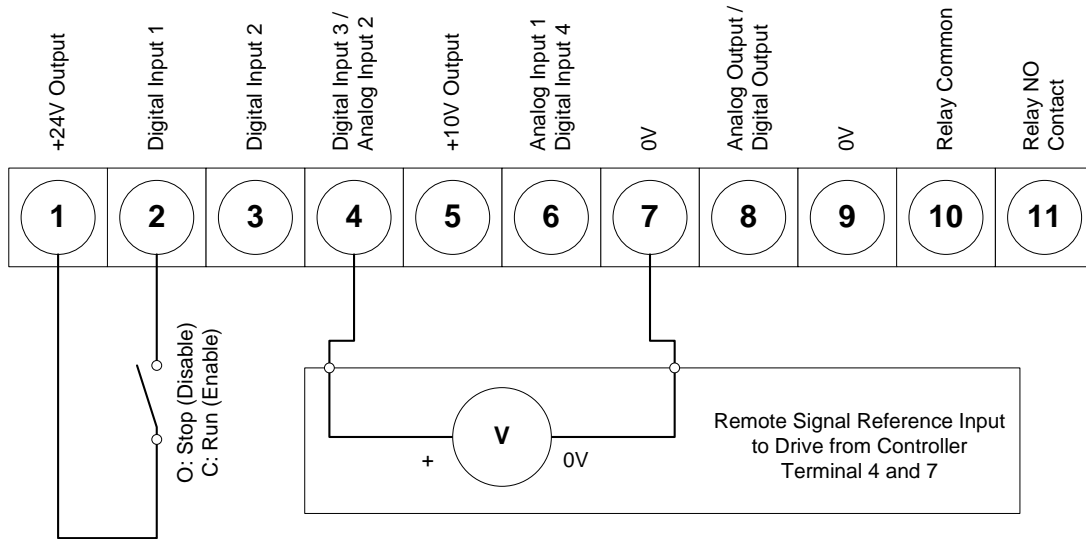 +24V Output
Digital Input 1
Digital Input 2
Digital Input 3 /
Analog Input 2
+10V Output
Analog Input 1
Digital Input 4
0V
Analog Output /
Digital Output
0V
Relay Common
Relay NO
Contact
1
2
3
4
5
6
7
8
9
10
11
O: Stop (Disable)
C: Run (Enable)
V
+
0V
Remote Signal Reference Input
to Drive from Controller
Terminal 4 and 7